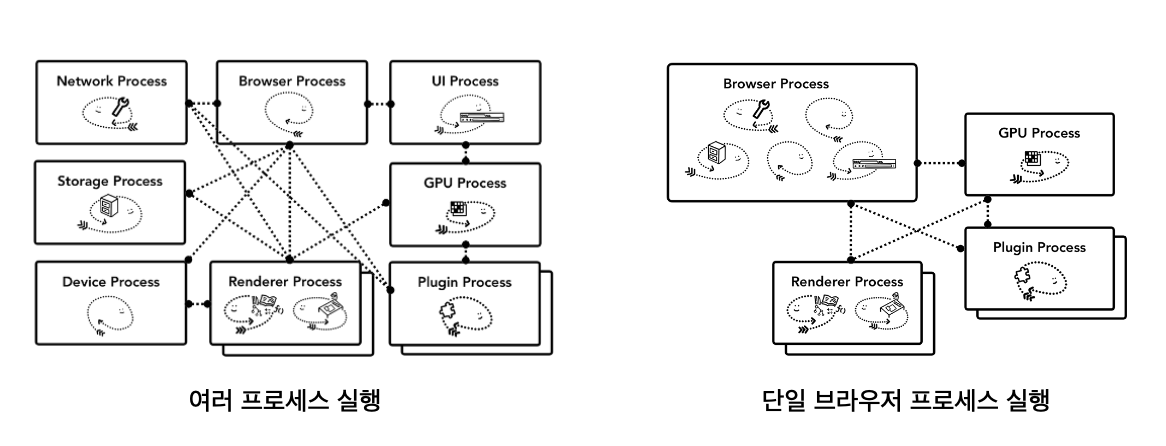 Network Process
Browser Process
UI Process
Storage Process
GPU Process
Device Process
Renderer Process
Plugin Process
여러 프로세스 실행
Browser Process
GPU Process
Plugin Process
Renderer Process
단일 브라우저 프로세스 실행